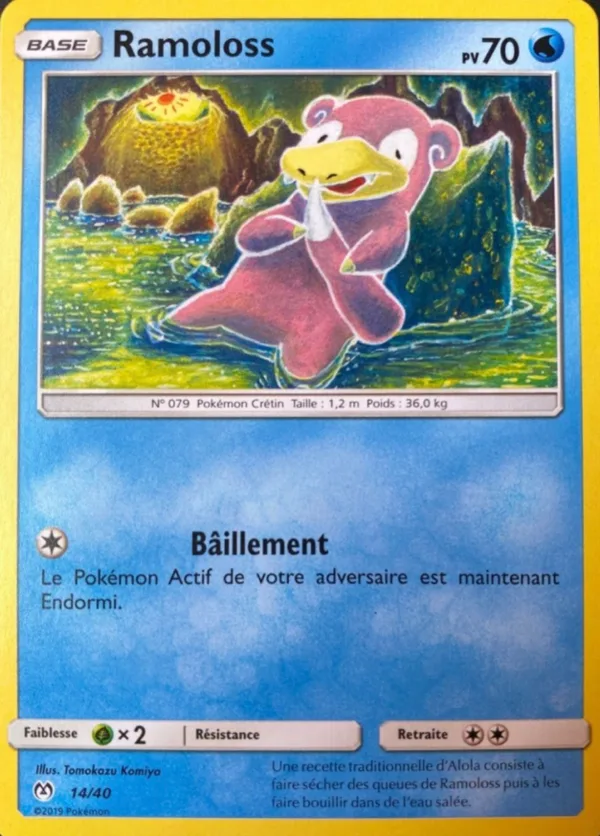 BASE Ramoloss PV 70
N° 079 Pokémon Crétin Taille : 1,2 m Poids : 36,0 kg
Bâillement
Le Pokémon Actif de votre adversaire est maintenant
Endormi.
Faiblesse × 2 Résistance Retraite
Illus. Tomokazu Komiya
14/40
©2019 Pokémon
Une recette traditionnelle d'Alola consiste à
faire sécher des queues de Ramoloss puis à les
faire bouillir dans de l'eau salée.